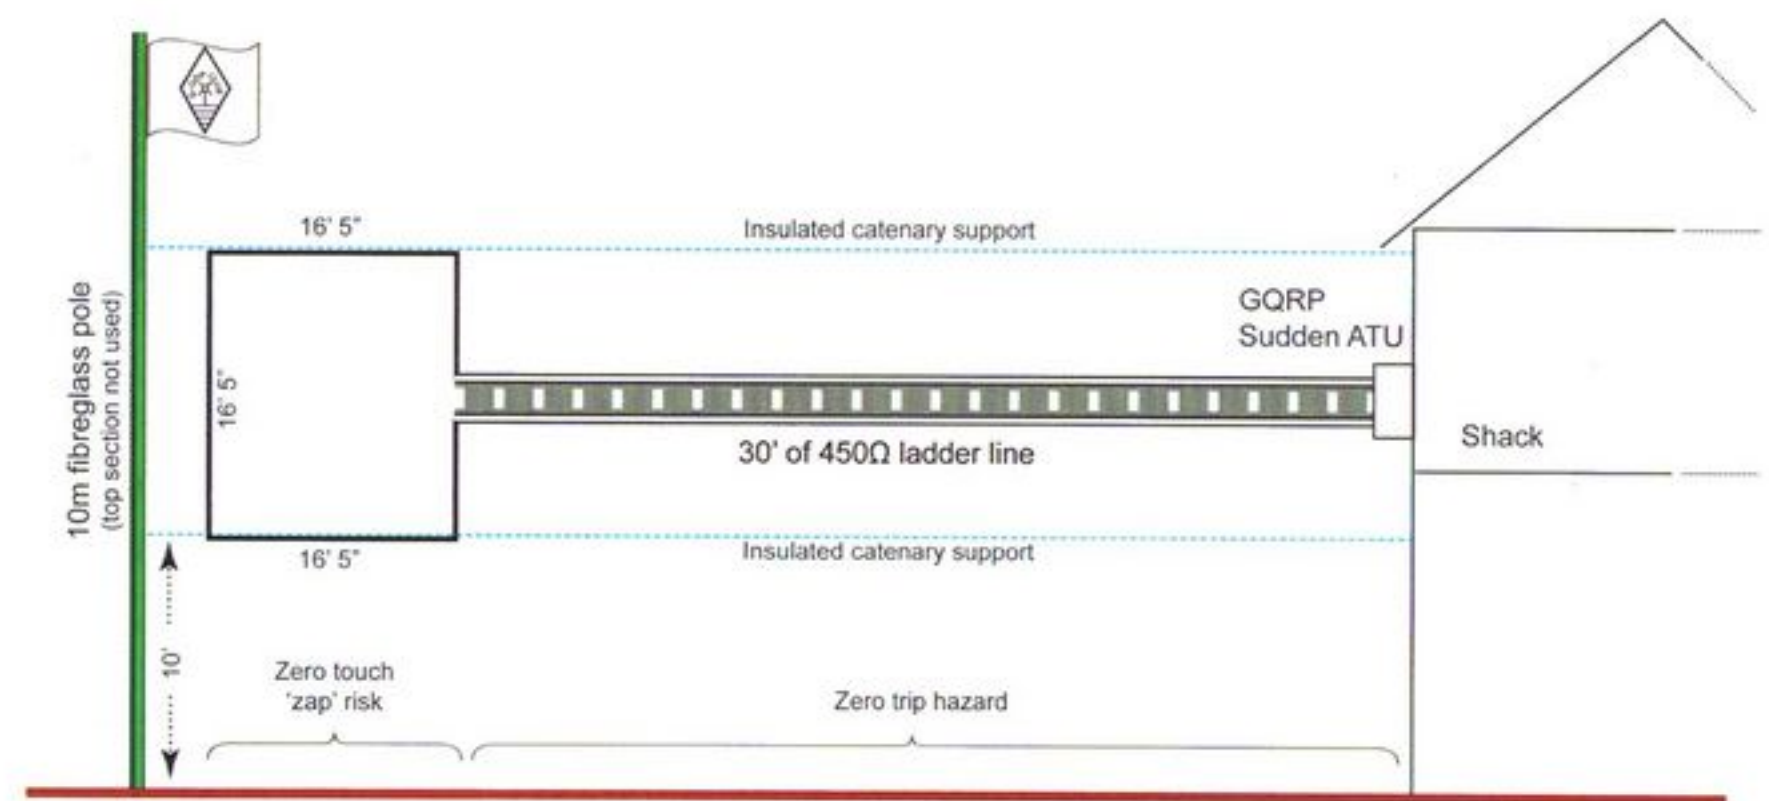 16' 5"
Insulated catenary support
GQRP
Sudden ATU
10m fibreglass pole
(top section not used)
16' 5"
30' of 450Ω ladder line
Shack
16' 5"
Insulated catenary support
10'
Zero touch
'zap' risk
Zero trip hazard